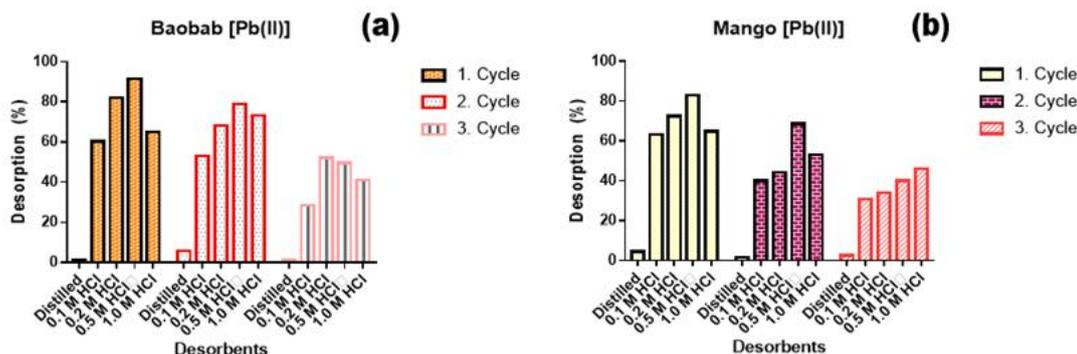 Baobab [Pb(II)]
(a)
Desorption (%)
100
80
60
40
20
0
1. Cycle
2. Cycle
3. Cycle
Distilled
0.1 M HCl
0.2 M HCl
0.5 M HCl
1.0 M HCl
Distilled
0.1 M HCl
0.2 M HCl
0.5 M HCl
1.0 M HCl
Distilled
0.1 M HCl
0.2 M HCl
0.5 M HCl
1.0 M HCl
Desorbents
Mango [Pb(II)]
(b)
Desorption (%)
100
80
60
40
20
0
1. Cycle
2. Cycle
3. Cycle
Distilled
0.1 M HCl
0.2 M HCl
0.5 M HCl
1.0 M HCl
Distilled
0.1 M HCl
0.2 M HCl
0.5 M HCl
1.0 M HCl
Distilled
0.1 M HCl
0.2 M HCl
0.5 M HCl
1.0 M HCl
Desorbents